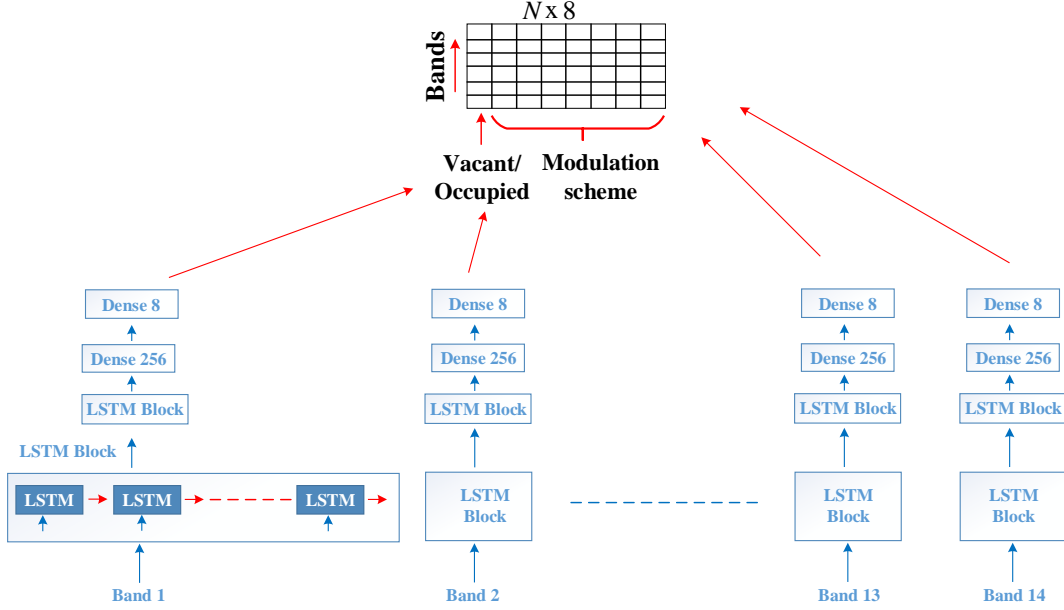 N x 8
Bands
Vacant/
Occupied
Modulation
scheme
Dense 8
Dense 8
Dense 8
Dense 8
Dense 256
Dense 256
Dense 256
Dense 256
LSTM Block
LSTM Block
LSTM Block
LSTM Block
LSTM Block
LSTM
LSTM
LSTM
LSTM
Block
LSTM
Block
LSTM
Block
Band 1
Band 2
Band 13
Band 14